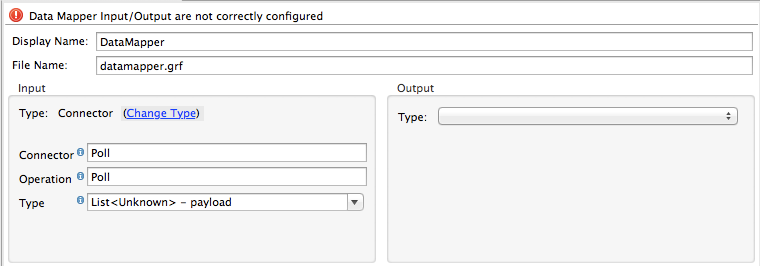 Data Mapper Input/Output are not correctly configured
Display Name: DataMapper
File Name: datamapper.grf
Input
Output
Type: Connector (Change Type)
Type:
Connector Poll
Operation Poll
Type List<Unknown> - payload